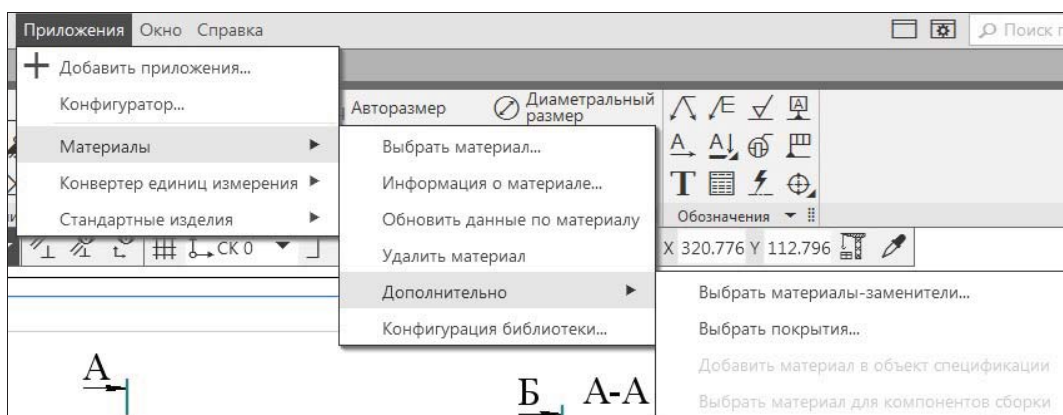 Приложения Окно Справка Поиск п
Добавить приложения...
Конфигуратор...
Авторазмер Диаметральный размер
Материалы
Конвертер единиц измерения
Стандартные изделия
Выбрать материал...
Информация о материале...
Обновить данные по материалу
Удалить материал
Дополнительно
Конфигурация библиотеки...
Обозначения
СК 0
X 320.776 Y 112.796
Выбрать материалы-заменители...
Выбрать покрытия...
Добавить материал в объект спецификации
Выбрать материал для компонентов сборки
А Б А-А